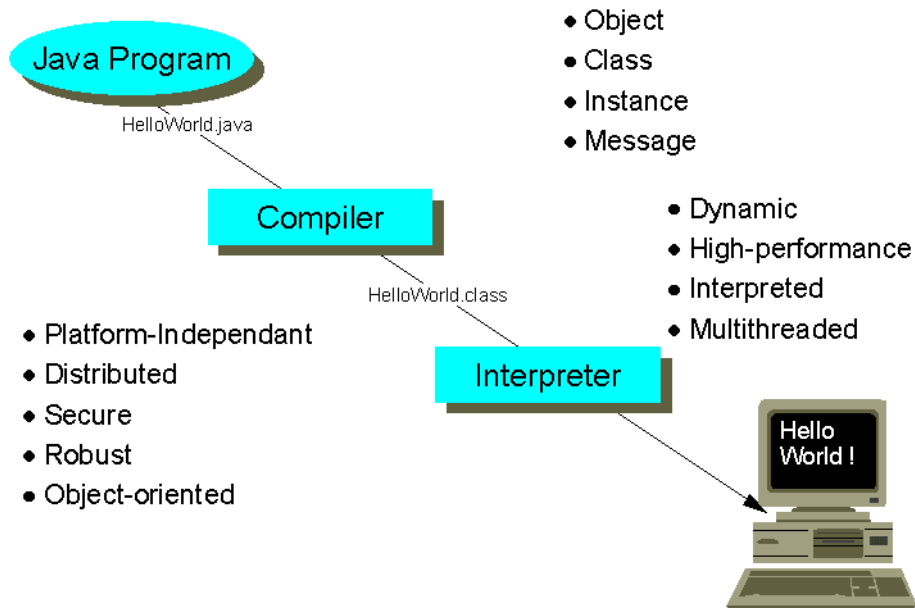 Java Program
HelloWorld.java
Compiler
HelloWorld.class
Interpreter
Hello
World !
• Object
• Class
• Instance
• Message
• Dynamic
• High-performance
• Interpreted
• Multithreaded
• Platform-Independant
• Distributed
• Secure
• Robust
• Object-oriented